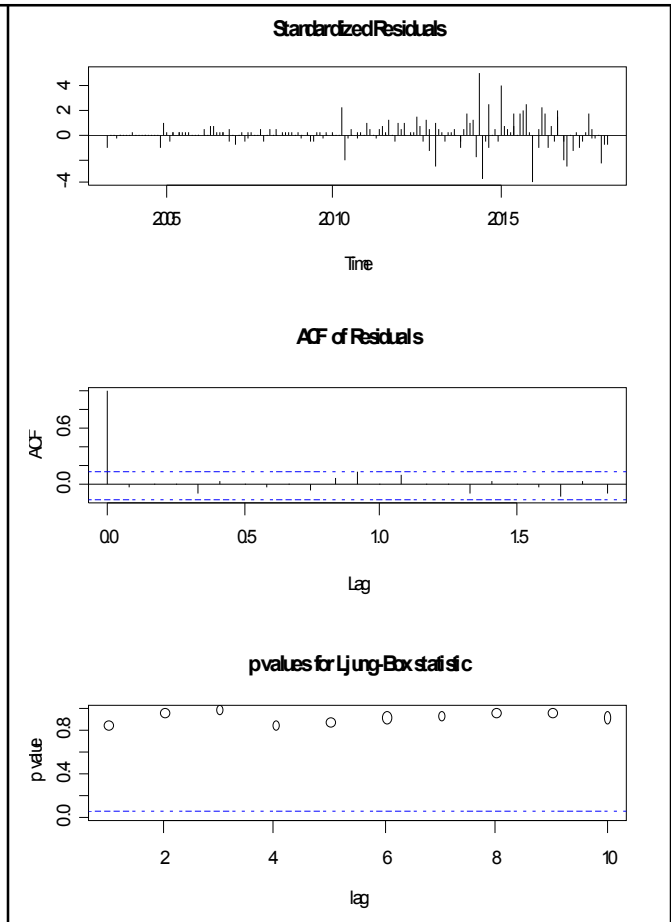 Standardized Residuals
4
2
0
-4
2005
2010
2015
Time
ACF of Residuals
ACF
0.6
0.0
0.0
0.5
1.0
1.5
Lag
p values for Ljung-Box statistic
p value
0.8
0.4
0.0
2
4
6
8
10
lag